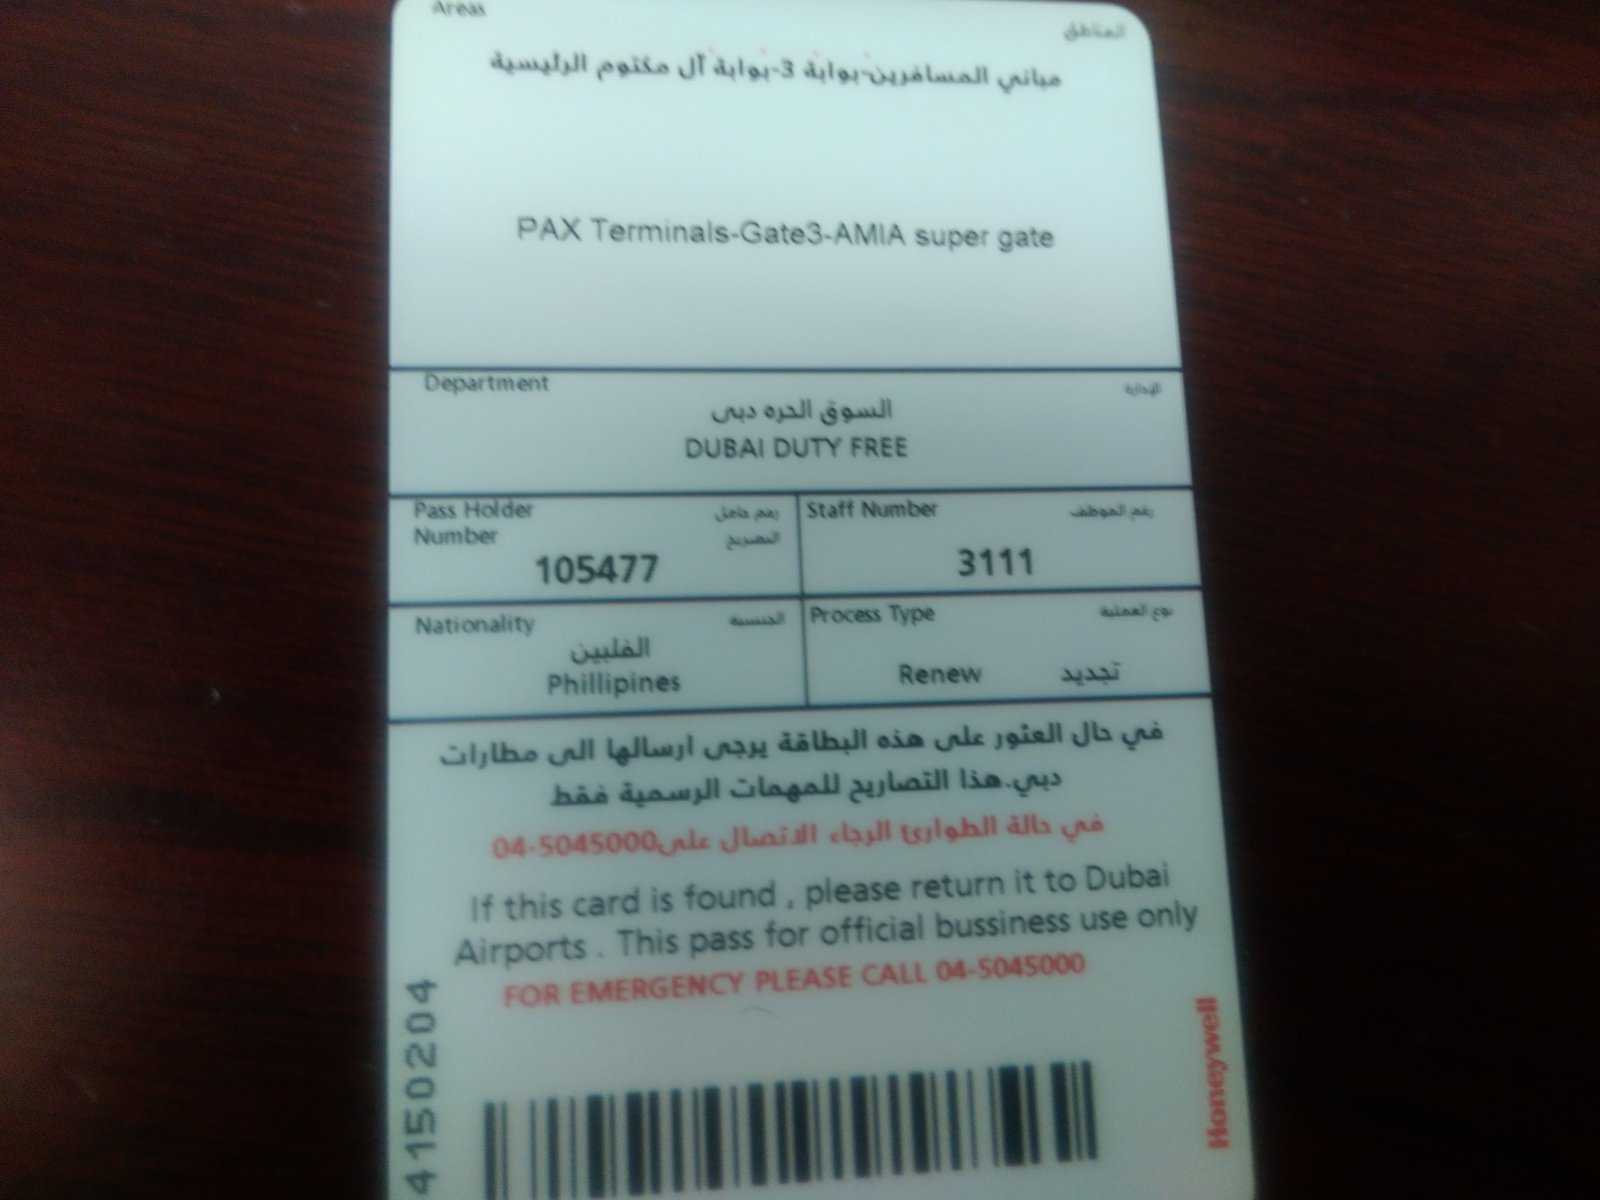 Areas المناطق
مباني المسافرين-بوابة 3-بوابة آل مكتوم الرئيسية
PAX Terminals-Gate3-AMIA super gate
Department الإدارة
السوق الحره دبى
DUBAI DUTY FREE
Pass Holder رقم حامل
Number التصريح
105477
Staff Number رقم الموظف
3111
Nationality الجنسية
الفلبين
Phillipines
Process Type نوع العملية
Renew تجديد
في حال العثور على هذه البطاقة يرجى ارسالها الى مطارات
دبي.هذا التصاريح للمهمات الرسمية فقط
في حالة الطوارئ الرجاء الاتصال على04-5045000
If this card is found , please return it to Dubai
Airports . This pass for official bussiness use only
FOR EMERGENCY PLEASE CALL 04-5045000
4150204
Honeywell